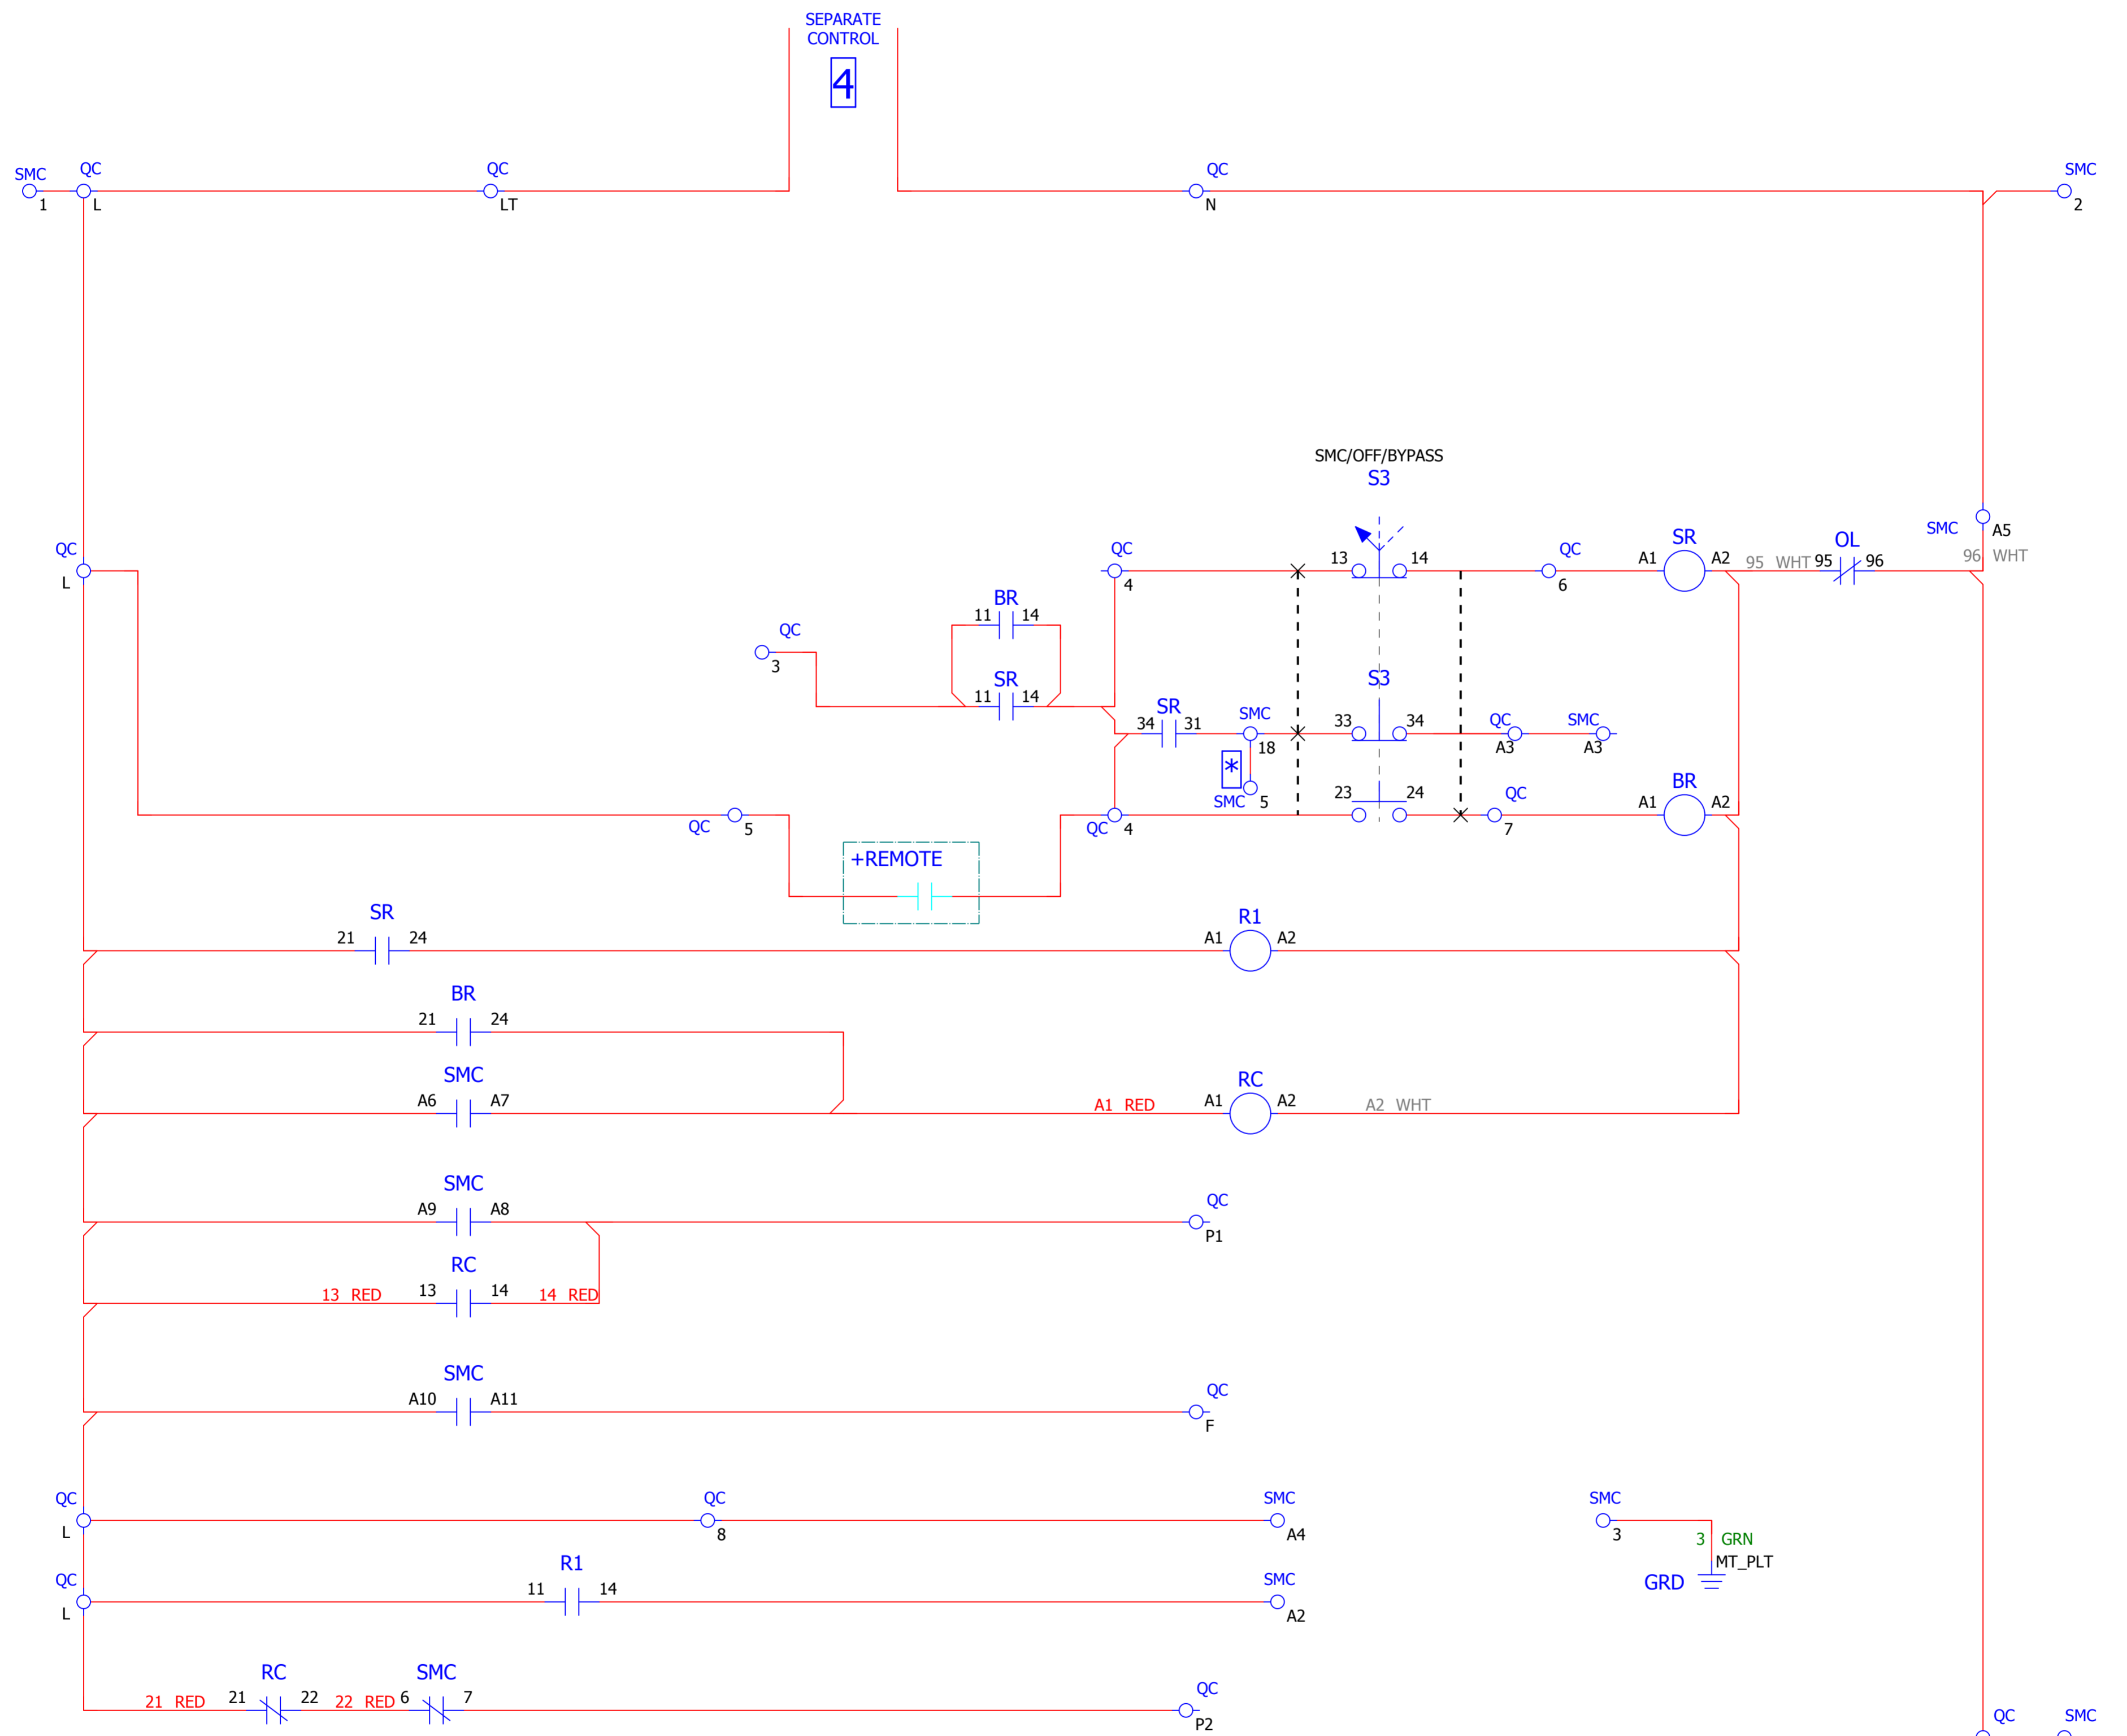 SEPARATE
CONTROL
4
SMC
1
QC
L
QC
LT
QC
N
SMC
2
SMC/OFF/BYPASS
S3
QC
L
QC
4
13
14
QC
6
SR
A1
A2
95 WHT
95
OL
96
SMC
A5
96 WHT
BR
11
14
QC
3
SR
11
14
SR
34
31
SMC
18
S3
33
34
QC
A3
SMC
A3
*
SMC
5
23
24
QC
7
BR
A1
A2
QC
5
QC
4
+REMOTE
SR
21
24
R1
A1
A2
BR
21
24
SMC
A6
A7
A1 RED
RC
A1
A2
A2 WHT
SMC
A9
A8
QC
P1
RC
13 RED
13
14
14 RED
SMC
A10
A11
QC
F
QC
L
QC
8
SMC
A4
SMC
3
3 GRN
MT_PLT
GRD
QC
L
R1
11
14
SMC
A2
RC
21 RED
21
22
22 RED
SMC
6
7
QC
P2
QC
SMC